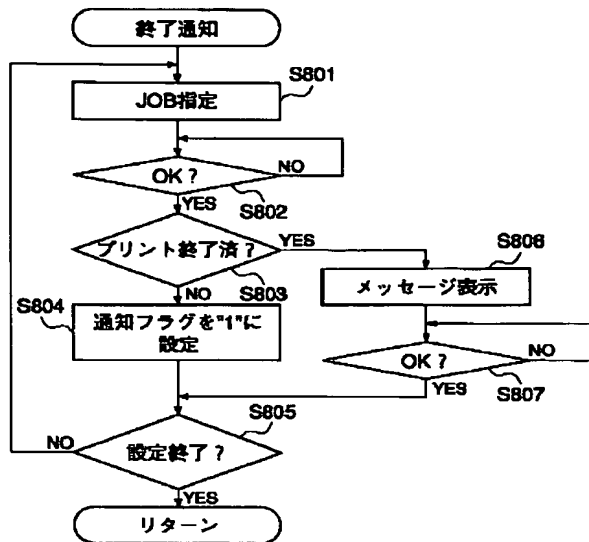 終了通知
S801
JOB指定
OK?
NO
S802
YES
プリント終了済?
YES
S803
NO
S806
メッセージ表示
S804
通知フラグを"1"に
設定
OK?
NO
S807
YES
S805
設定終了?
NO
YES
リターン